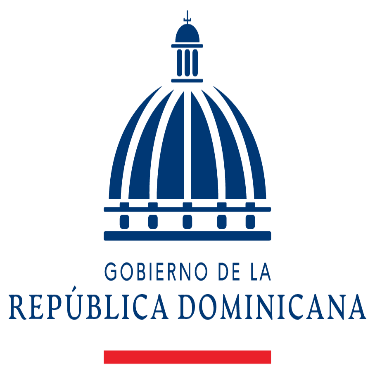 GOBIERNO DE LA
REPÚBLICA DOMINICANA